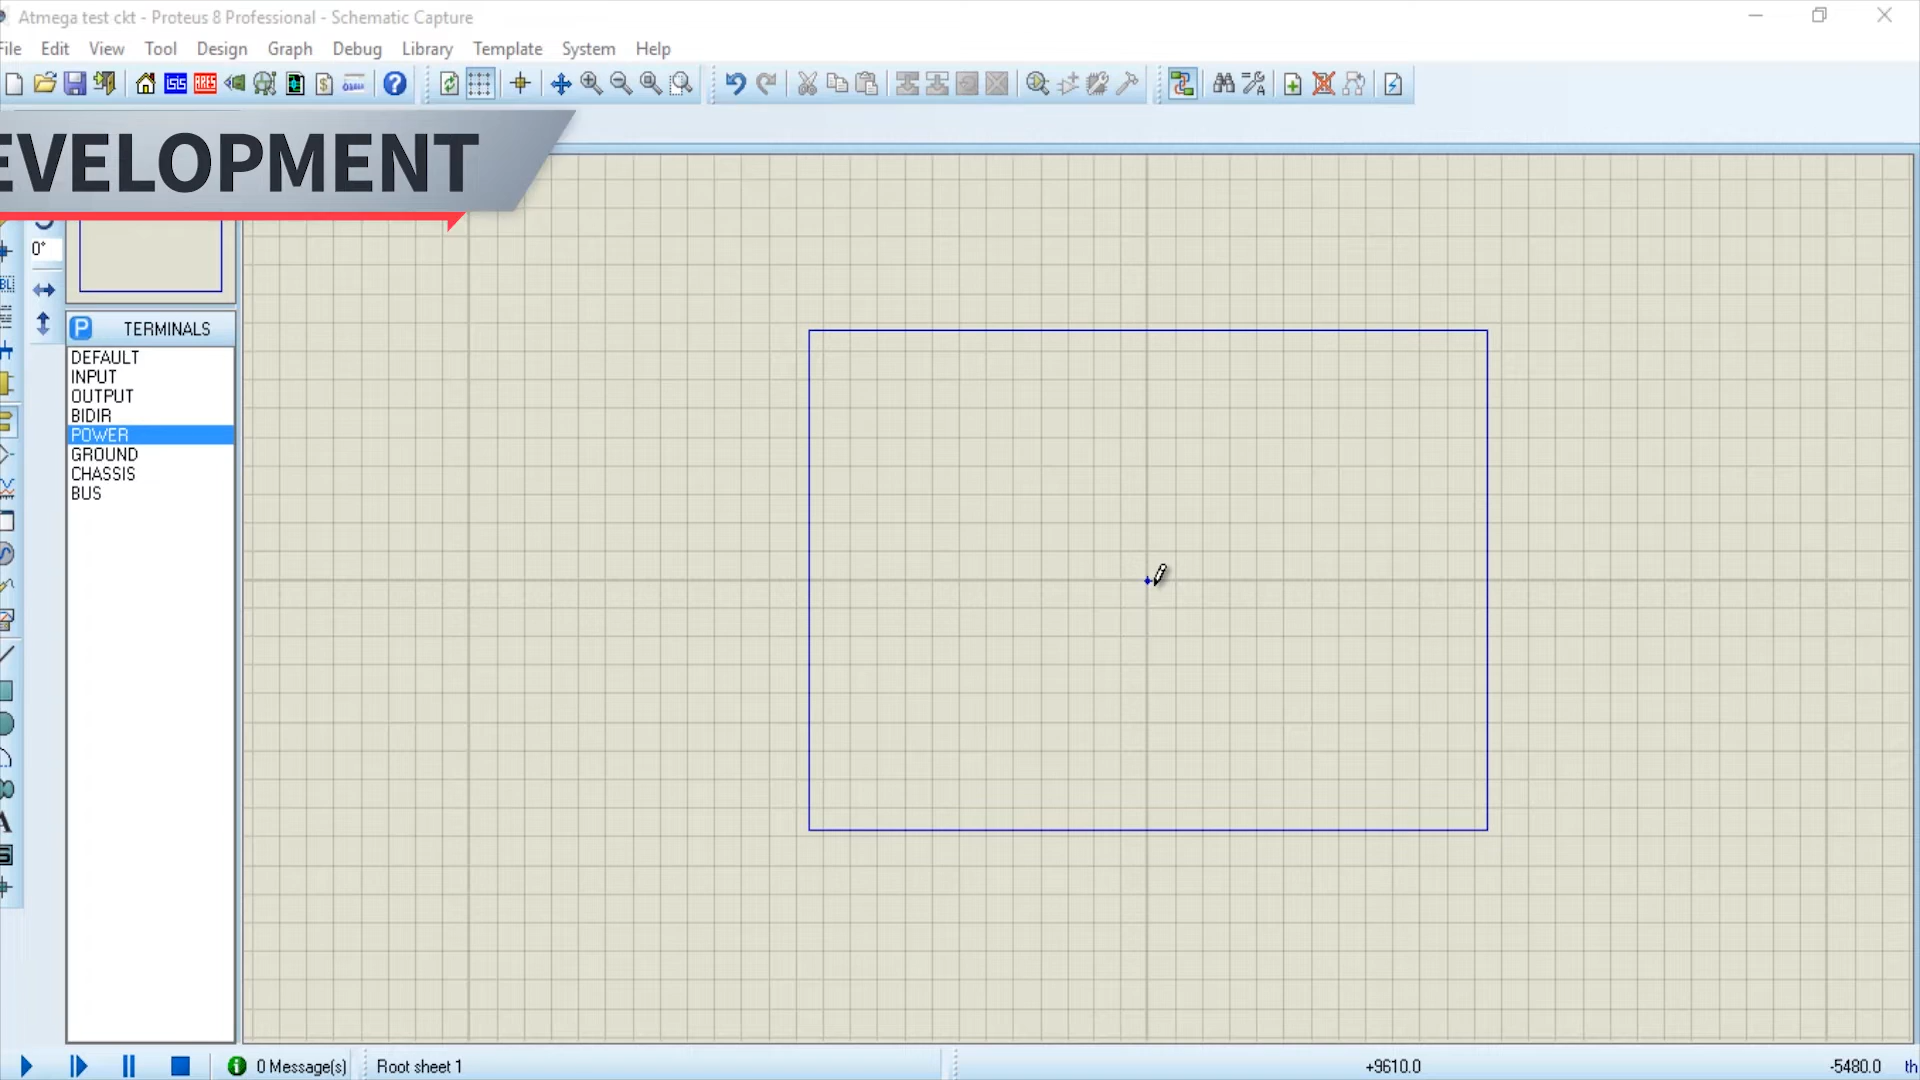 Atmega test ckt - Proteus 8 Professional - Schematic Capture
File Edit View Tool Design Graph Debug Library Template System Help
isis ARES
EVELOPMENT
0°
P TERMINALS
DEFAULT
INPUT
OUTPUT
BIDIR
POWER
GROUND
CHASSIS
BUS
A
S
0 Message(s) Root sheet 1 +9610.0 -5480.0 th